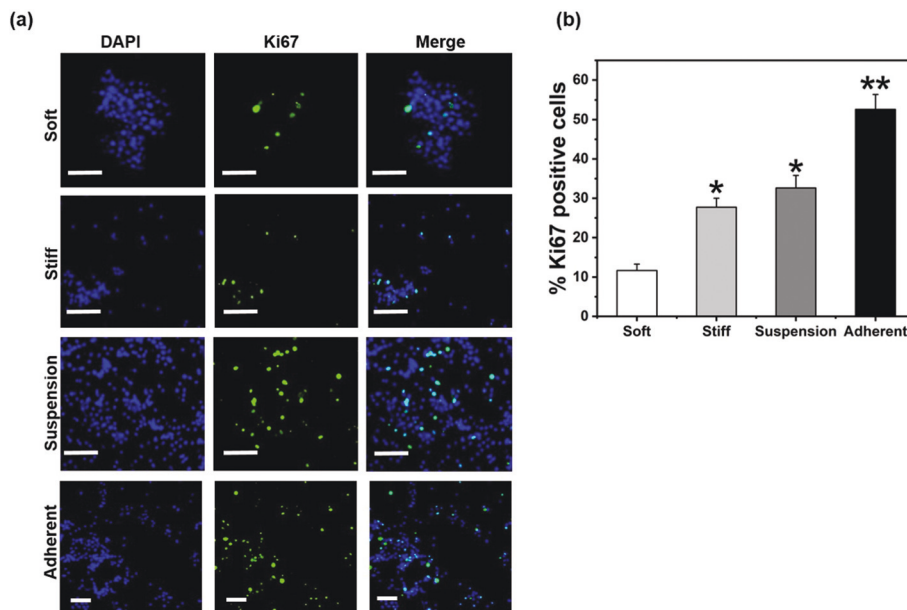 (a)
DAPI
Ki67
Merge
Soft
Stiff
Suspension
Adherent
(b)
% Ki67 positive cells
60
50
40
30
20
10
0
*
*
**
Soft
Stiff
Suspension
Adherent